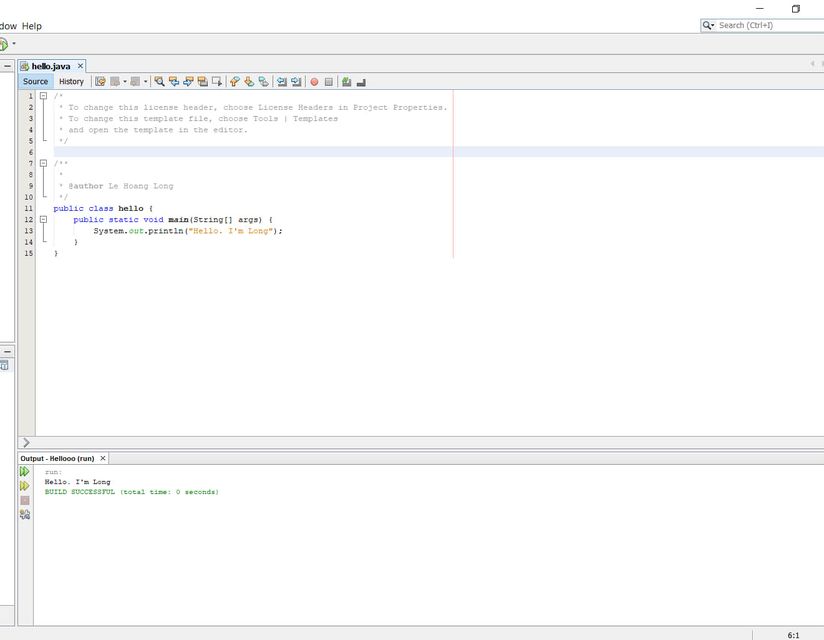 dow Help
Search (Ctrl+I)
hello.java
Source History
1 /*
2 * To change this license header, choose License Headers in Project Properties.
3 * To change this template file, choose Tools | Templates
4 * and open the template in the editor.
5 */
6
7 /**
8 *
9 * @author Le Hoang Long
10 */
11 public class hello {
12 public static void main(String[] args) {
13 System.out.println("Hello. I'm Long");
14 }
15 }
Output - Hellooo (run)
run:
Hello. I'm Long
BUILD SUCCESSFUL (total time: 0 seconds)
6:1